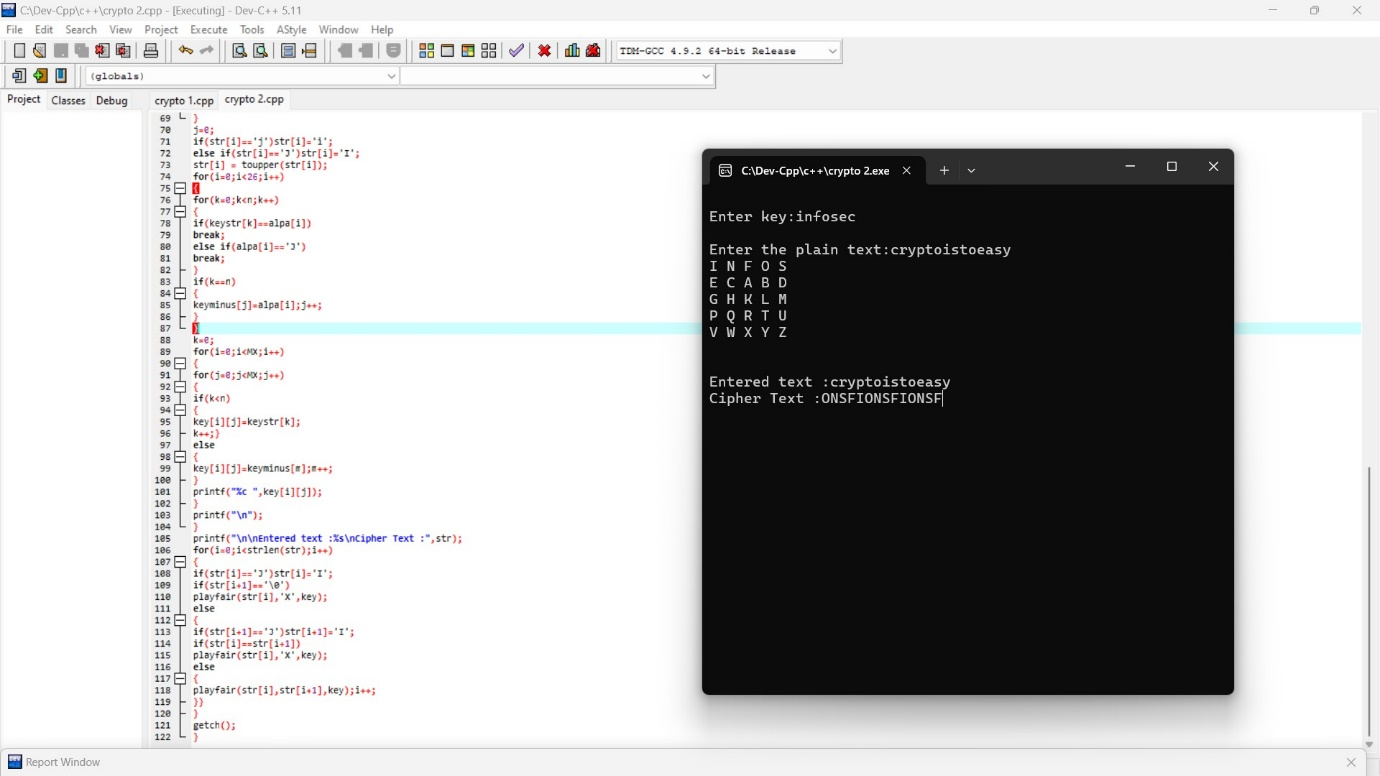 C:\Dev-Cpp\c++\crypto 2.cpp - [Executing] - Dev-C++ 5.11
File Edit Search View Project Execute Tools AStyle Window Help
TDM-GCC 4.9.2 64-bit Release
(globals)
Project Classes Debug crypto 1.cpp crypto 2.cpp
69 }
70 j=0;
71 if(str[i]=='j')str[i]='i';
72 else if(str[i]=='J')str[i]='I';
73 str[i] = toupper(str[i]);
74 for(i=0;i<26;i++)
75 {
76 for(k=0;k<n;k++)
77 {
78 if(keystr[k]==alpa[i])
79 break;
80 else if(alpa[i]=='J')
81 break;
82 }
83 if(k==n)
84 {
85 keyminus[j]=alpa[i];j++;
86 }
87 }
88 k=0;
89 for(i=0;i<MX;i++)
90 {
91 for(j=0;j<MX;j++)
92 {
93 if(k<n)
94 {
95 key[i][j]=keystr[k];
96 k++;}
97 else
98 {
99 key[i][j]=keyminus[m];m++;
100 }
101 printf("%c ",key[i][j]);
102 }
103 printf("\n");
104 }
105 printf("\n\nEntered text :%s\nCipher Text :",str);
106 for(i=0;i<strlen(str);i++)
107 {
108 if(str[i]=='J')str[i]='I';
109 if(str[i+1]=='\0')
110 playfair(str[i],'X',key);
111 else
112 {
113 if(str[i+1]=='J')str[i+1]='I';
114 if(str[i]==str[i+1])
115 playfair(str[i],'X',key);
116 else
117 {
118 playfair(str[i],str[i+1],key);i++;
119 }}
120 }
121 getch();
122 }
C:\Dev-Cpp\c++\crypto 2.exe
Enter key:infosec
Enter the plain text:cryptoistoeasy
I N F O S
E C A B D
G H K L M
P Q R T U
V W X Y Z
Entered text :cryptoistoeasy
Cipher Text :ONSFIONSFIONSF
Report Window